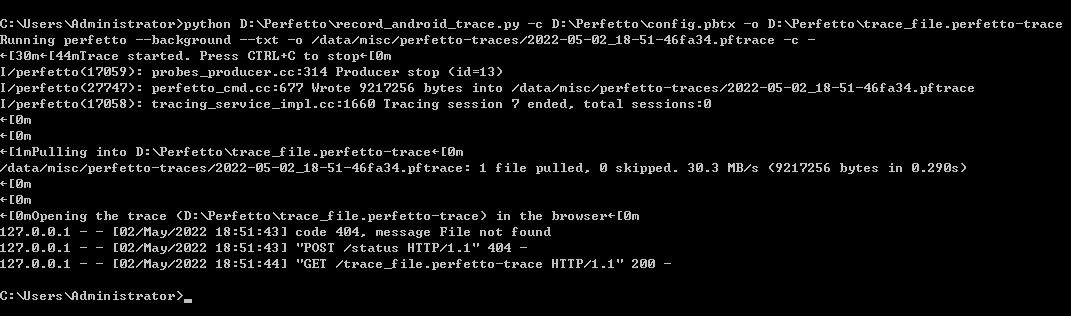 C:\Users\Administrator>python D:\Perfetto\record_android_trace.py -c D:\Perfetto\config.pbtx -o D:\Perfetto\trace_file.perfetto-trace
Running perfetto --background --txt -o /data/misc/perfetto-traces/2022-05-02_18-51-46fa34.pftrace -c -
←[30m←[44mTrace started. Press CTRL+C to stop←[0m
I/perfetto(17059): probes_producer.cc:314 Producer stop (id=13)
I/perfetto(27747): perfetto_cmd.cc:677 Wrote 9217256 bytes into /data/misc/perfetto-traces/2022-05-02_18-51-46fa34.pftrace
I/perfetto(17058): tracing_service_impl.cc:1660 Tracing session 7 ended, total sessions:0
←[0m
←[0m
←[1mPulling into D:\Perfetto\trace_file.perfetto-trace←[0m
/data/misc/perfetto-traces/2022-05-02_18-51-46fa34.pftrace: 1 file pulled, 0 skipped. 30.3 MB/s (9217256 bytes in 0.290s)
←[0m
←[0m
←[0mOpening the trace (D:\Perfetto\trace_file.perfetto-trace) in the browser←[0m
127.0.0.1 - - [02/May/2022 18:51:43] code 404, message File not found
127.0.0.1 - - [02/May/2022 18:51:43] "POST /status HTTP/1.1" 404 -
127.0.0.1 - - [02/May/2022 18:51:44] "GET /trace_file.perfetto-trace HTTP/1.1" 200 -
C:\Users\Administrator>_